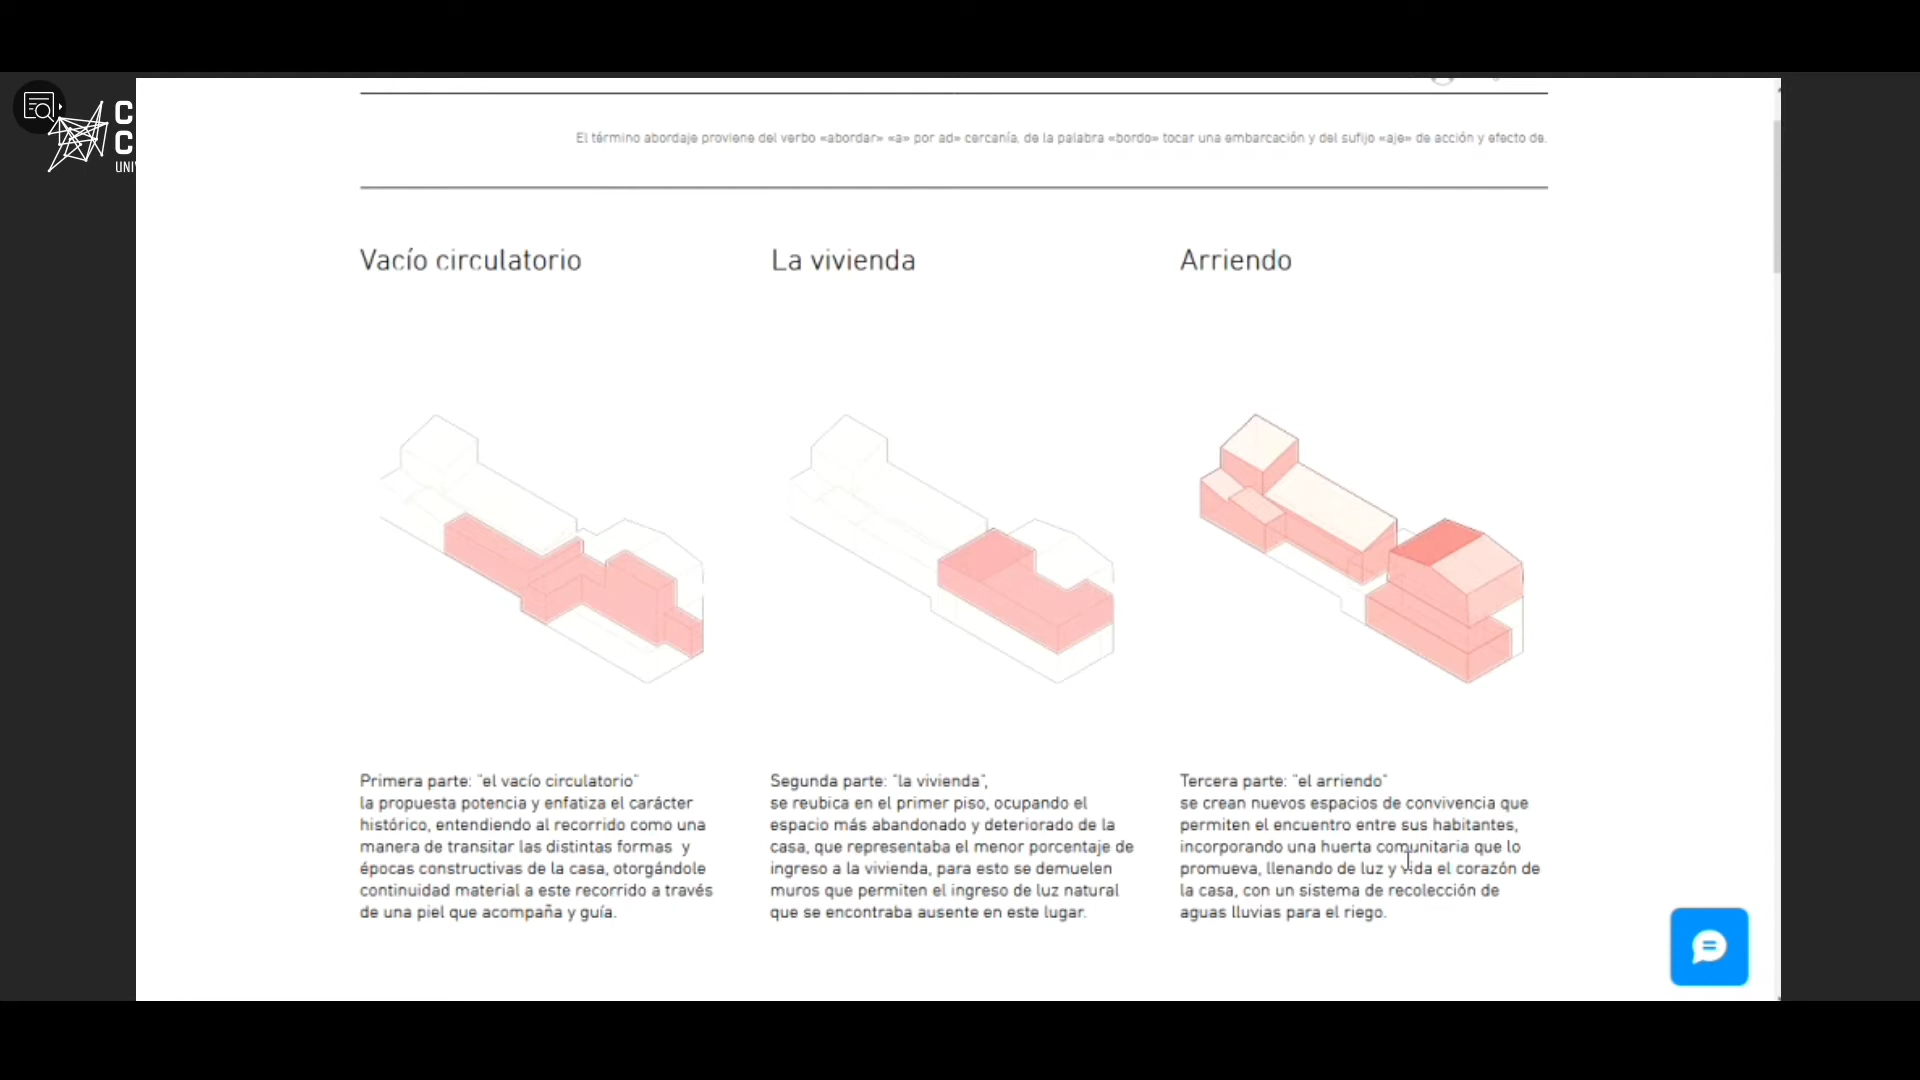 C
C
UNI
El término abordaje proviene del verbo «abordar» «a» por ad» cercanía, de la palabra «bordo» tocar una embarcación y del sufijo «aje» de acción y efecto de.
Vacío circulatorio
La vivienda
Arriendo
Primera parte: "el vacío circulatorio"
la propuesta potencia y enfatiza el carácter
histórico, entendiendo al recorrido como una
manera de transitar las distintas formas y
épocas constructivas de la casa, otorgándole
continuidad material a este recorrido a través
de una piel que acompaña y guía.
Segunda parte: "la vivienda",
se reubica en el primer piso, ocupando el
espacio más abandonado y deteriorado de la
casa, que representaba el menor porcentaje de
ingreso a la vivienda, para esto se demuelen
muros que permiten el ingreso de luz natural
que se encontraba ausente en este lugar.
Tercera parte: "el arriendo"
se crean nuevos espacios de convivencia que
permiten el encuentro entre sus habitantes,
incorporando una huerta comunitaria que lo
promueva, llenando de luz y vida el corazón de
la casa, con un sistema de recolección de
aguas lluvias para el riego.